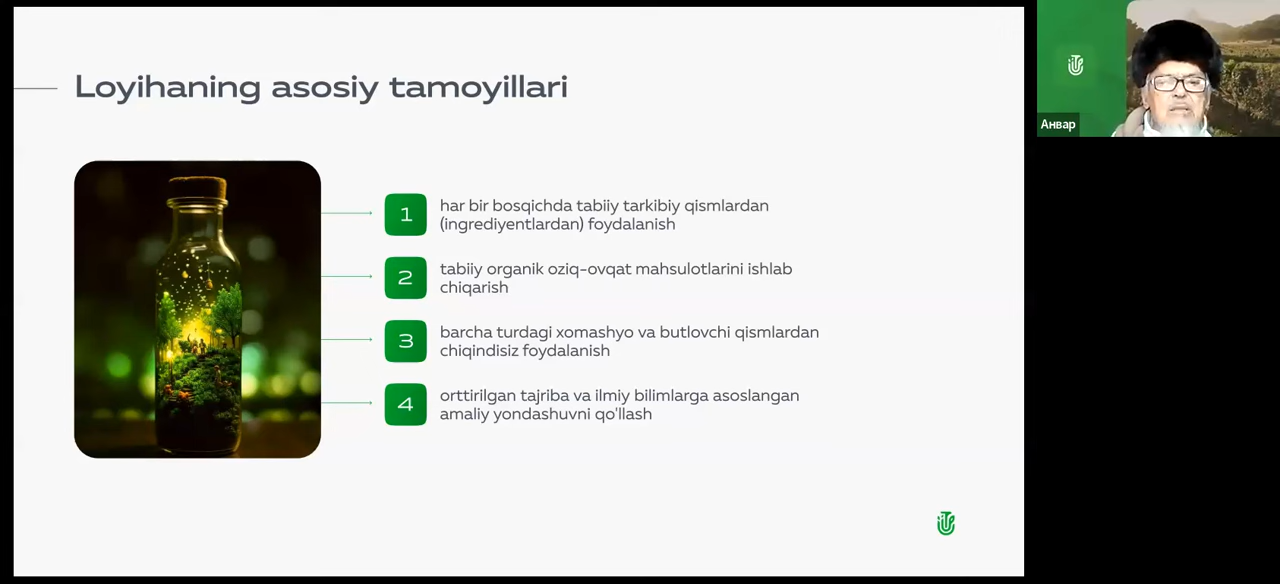 Loyihaning asosiy tamoyillari
1
har bir bosqichda tabiiy tarkibiy qismlardan
(ingrediyentlardan) foydalanish
2
tabiiy organik oziq-ovqat mahsulotlarini ishlab
chiqarish
3
barcha turdagi xomashyo va butlovchi qismlardan
chiqindisiz foydalanish
4
orttirilgan tajriba va ilmiy bilimlarga asoslangan
amaliy yondashuvni qo'llash
Анвар